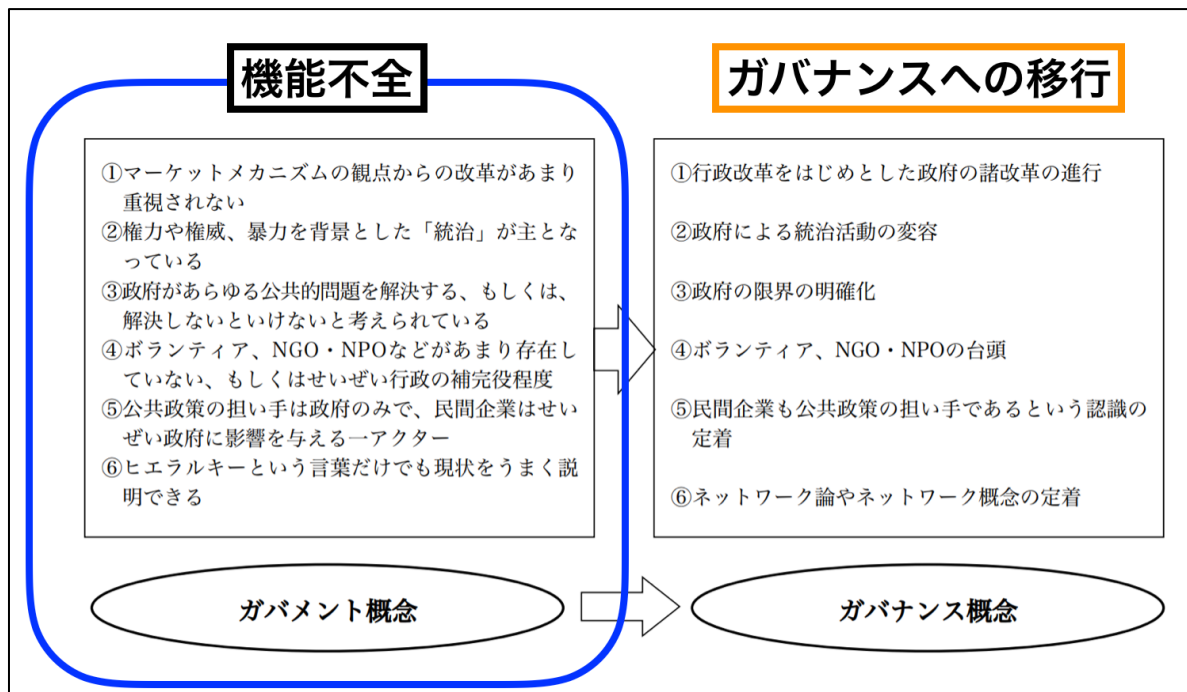 機能不全
ガバナンスへの移行
①マーケットメカニズムの観点からの改革があまり
重視されない
②権力や権威、暴力を背景とした「統治」が主とな
っている
③政府があらゆる公共的問題を解決する、もしくは、
解決しないといけないと考えられている
④ボランティア、NGO・NPOなどがあまり存在し
ていない、もしくはせいぜい行政の補完役程度
⑤公共政策の担い手は政府のみで、民間企業はせい
ぜい政府に影響を与える一アクター
⑥ヒエラルキーという言葉だけでも現状をうまく説
明できる
①行政改革をはじめとした政府の諸改革の進行
②政府による統治活動の変容
③政府の限界の明確化
④ボランティア、NGO・NPOの台頭
⑤民間企業も公共政策の担い手であるという認識の
定着
⑥ネットワーク論やネットワーク概念の定着
ガバメント概念
ガバナンス概念